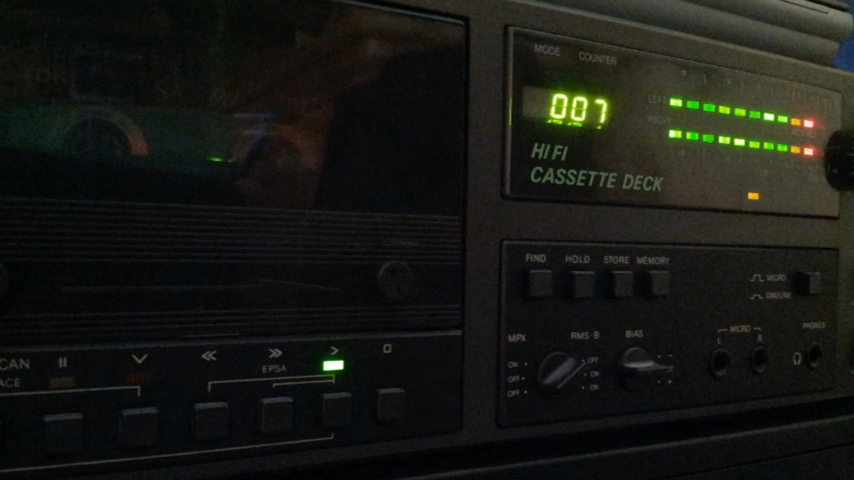 MODE COUNTER
007
LEFT
RIGHT
HI FI
CASSETTE DECK
FIND HOLD STORE MEMORY
MICRO
DIN/LINE
MPX RMS-B BIAS
MICRO
L R
PHONES
ON OFF
OFF ON
OFF ON
CAN
ACE
EPSA